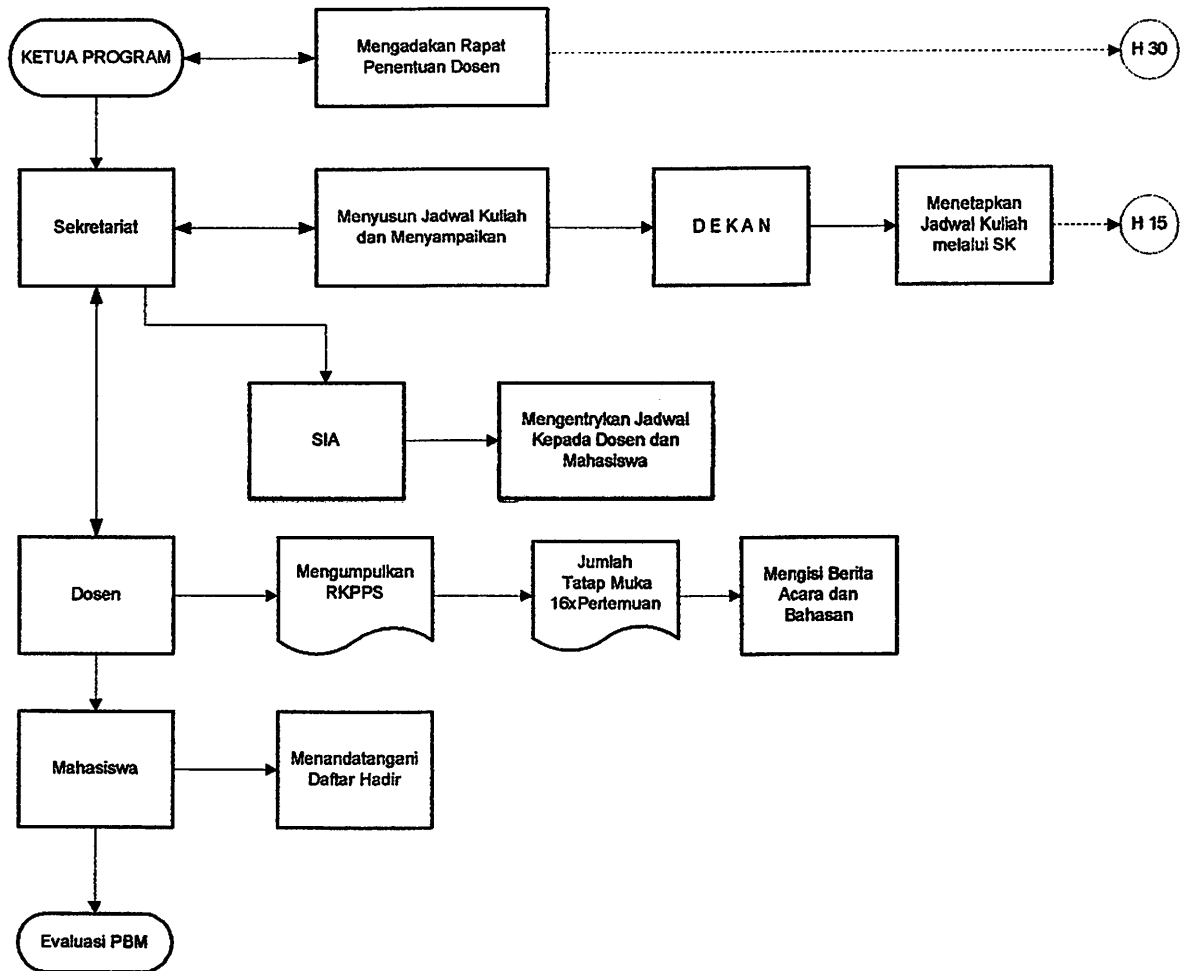 KETUA PROGRAM
Mengadakan Rapat
Penentuan Dosen
H 30
Sekretariat
Menyusun Jadwal Kuliah
dan Menyampaikan
D E K A N
Menetapkan
Jadwal Kuliah
melalui SK
H 15
SIA
Mengentrykan Jadwal
Kepada Dosen dan
Mahasiswa
Dosen
Mengumpulkan
RKPPS
Jumlah
Tatap Muka
16xPertemuan
Mengisi Berita
Acara dan
Bahasan
Mahasiswa
Menandatangani
Daftar Hadir
Evaluasi PBM